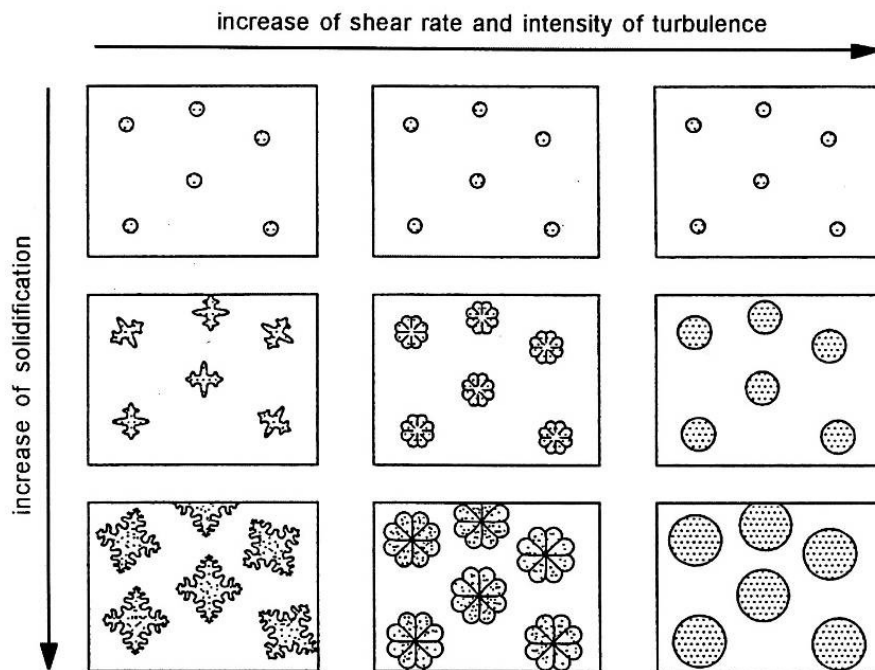 increase of shear rate and intensity of turbulence
increase of solidification